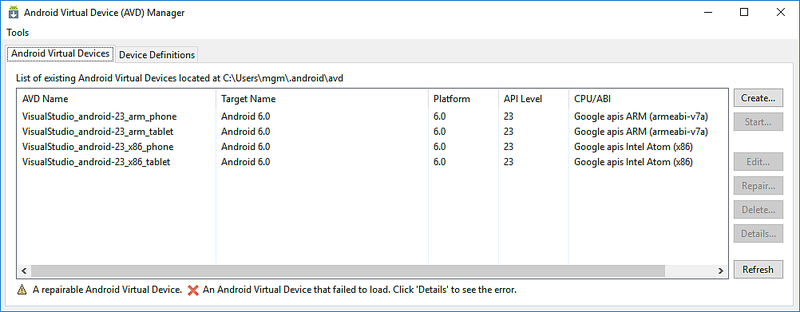 Android Virtual Device (AVD) Manager
Tools
Android Virtual Devices Device Definitions
List of existing Android Virtual Devices located at C:\Users\mgm\.android\avd
AVD Name Target Name Platform API Level CPU/ABI
VisualStudio_android-23_arm_phone Android 6.0 6.0 23 Google apis ARM (armeabi-v7a)
VisualStudio_android-23_arm_tablet Android 6.0 6.0 23 Google apis ARM (armeabi-v7a)
VisualStudio_android-23_x86_phone Android 6.0 6.0 23 Google apis Intel Atom (x86)
VisualStudio_android-23_x86_tablet Android 6.0 6.0 23 Google apis Intel Atom (x86)
Create...
Start...
Edit...
Repair...
Delete...
Details...
Refresh
A repairable Android Virtual Device. An Android Virtual Device that failed to load. Click 'Details' to see the error.